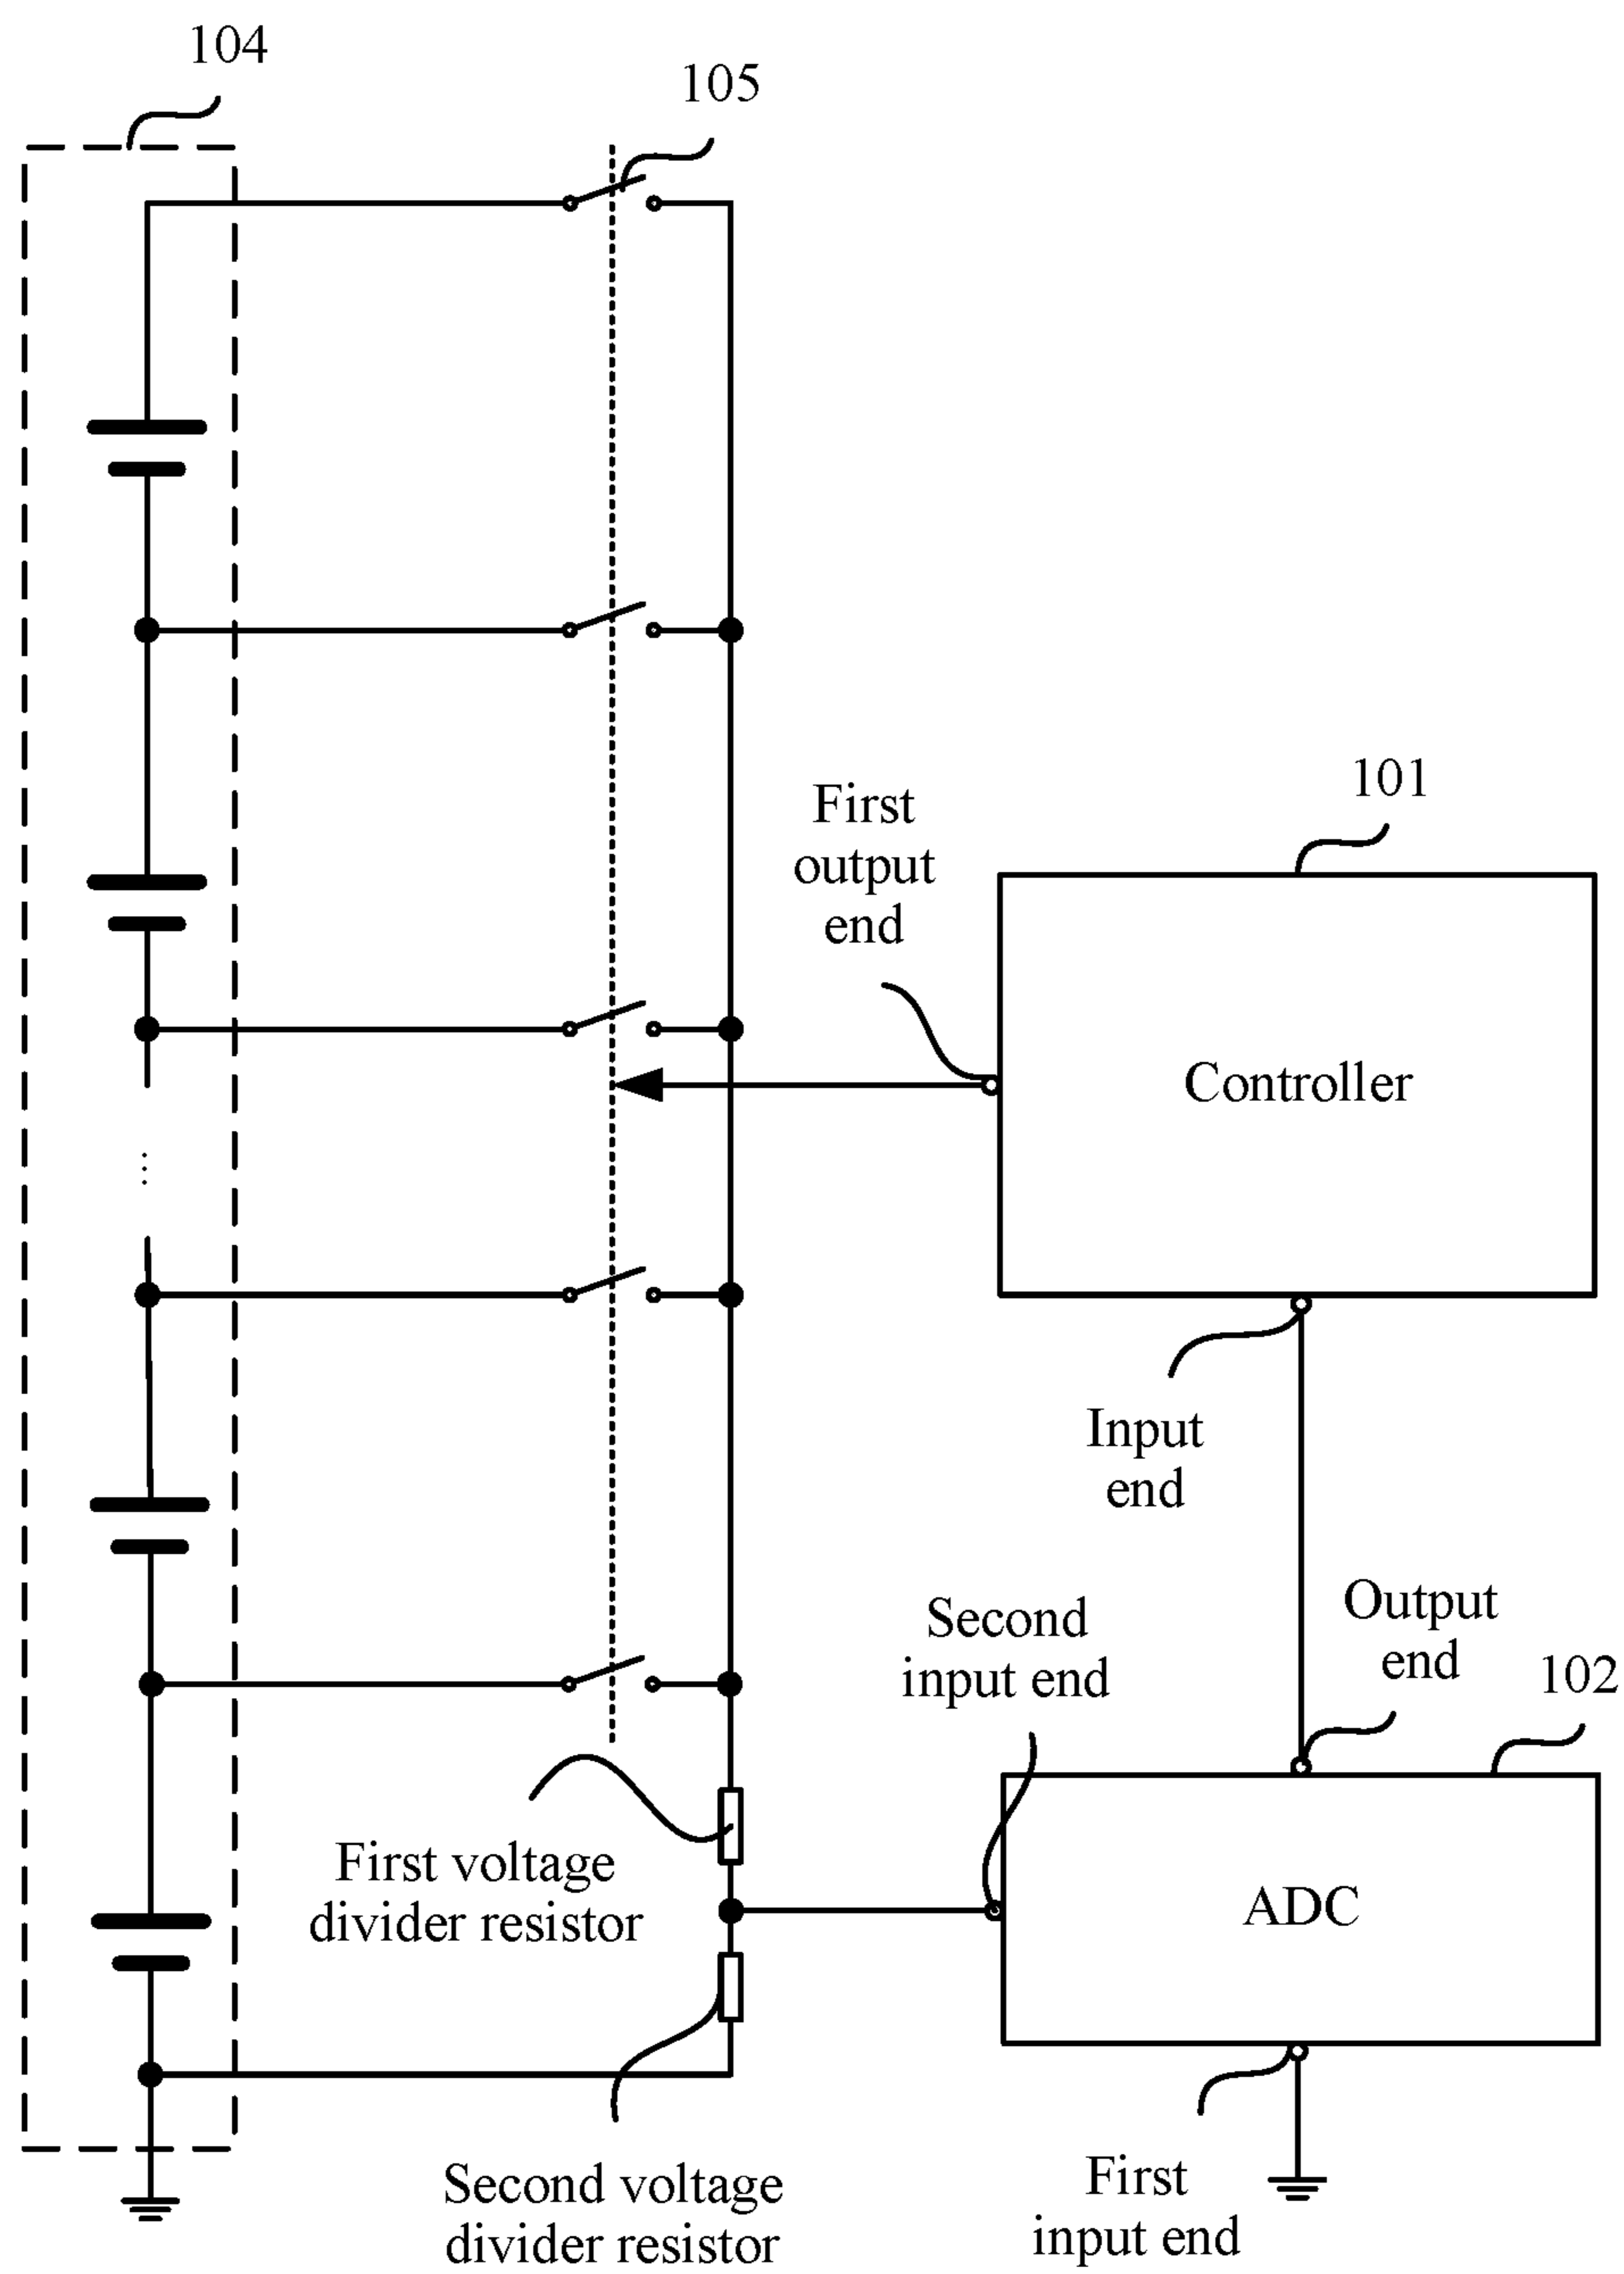 104
105
101
First
output
end
Controller
Input
end
Output
end
102
Second
input end
First voltage
divider resistor
ADC
Second voltage
divider resistor
First
input end